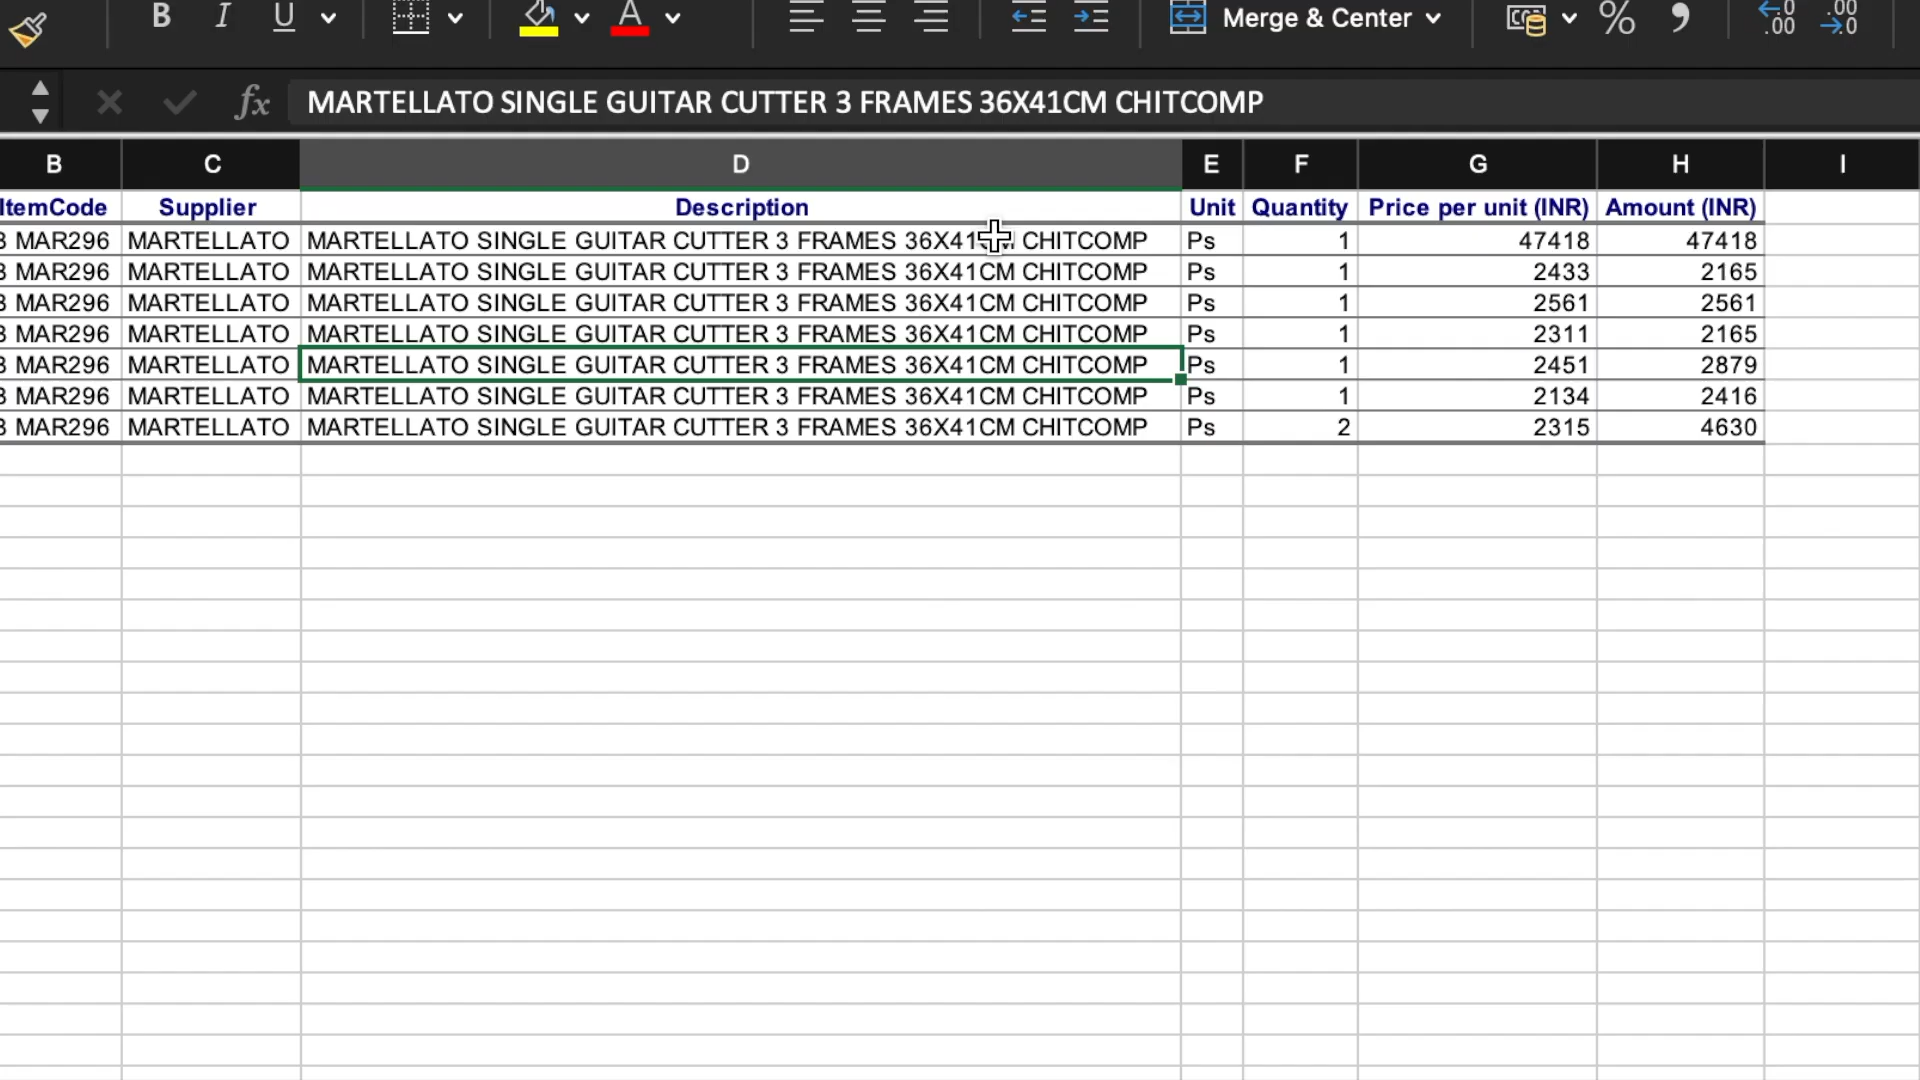 B I U A Merge & Center % .00 .00
fx MARTELLATO SINGLE GUITAR CUTTER 3 FRAMES 36X41CM CHITCOMP
B C D E F G H I
ItemCode Supplier Description Unit Quantity Price per unit (INR) Amount (INR)
3 MAR296 MARTELLATO MARTELLATO SINGLE GUITAR CUTTER 3 FRAMES 36X41CM CHITCOMP Ps 1 47418 47418
3 MAR296 MARTELLATO MARTELLATO SINGLE GUITAR CUTTER 3 FRAMES 36X41CM CHITCOMP Ps 1 2433 2165
3 MAR296 MARTELLATO MARTELLATO SINGLE GUITAR CUTTER 3 FRAMES 36X41CM CHITCOMP Ps 1 2561 2561
3 MAR296 MARTELLATO MARTELLATO SINGLE GUITAR CUTTER 3 FRAMES 36X41CM CHITCOMP Ps 1 2311 2165
3 MAR296 MARTELLATO MARTELLATO SINGLE GUITAR CUTTER 3 FRAMES 36X41CM CHITCOMP Ps 1 2451 2879
3 MAR296 MARTELLATO MARTELLATO SINGLE GUITAR CUTTER 3 FRAMES 36X41CM CHITCOMP Ps 1 2134 2416
3 MAR296 MARTELLATO MARTELLATO SINGLE GUITAR CUTTER 3 FRAMES 36X41CM CHITCOMP Ps 2 2315 4630